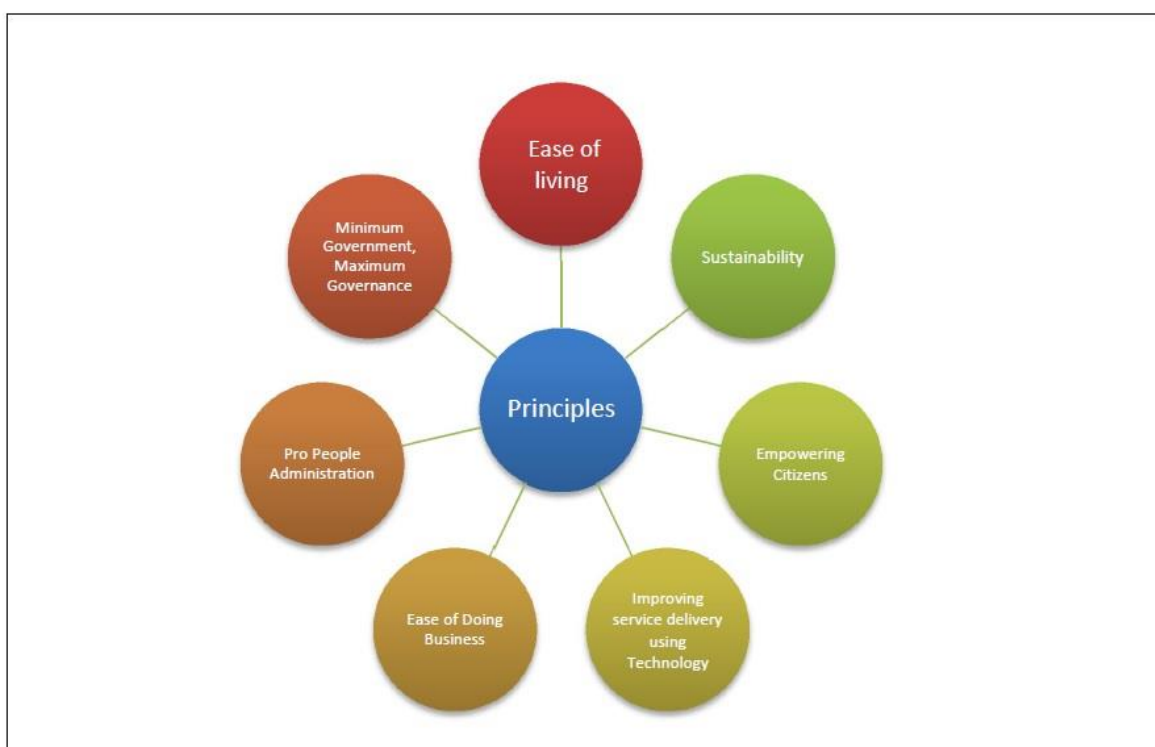 Ease of
living
Sustainability
Empowering
Citizens
Improving
service delivery
using
Technology
Ease of Doing
Business
Pro People
Administration
Minimum
Government,
Maximum
Governance
Principles